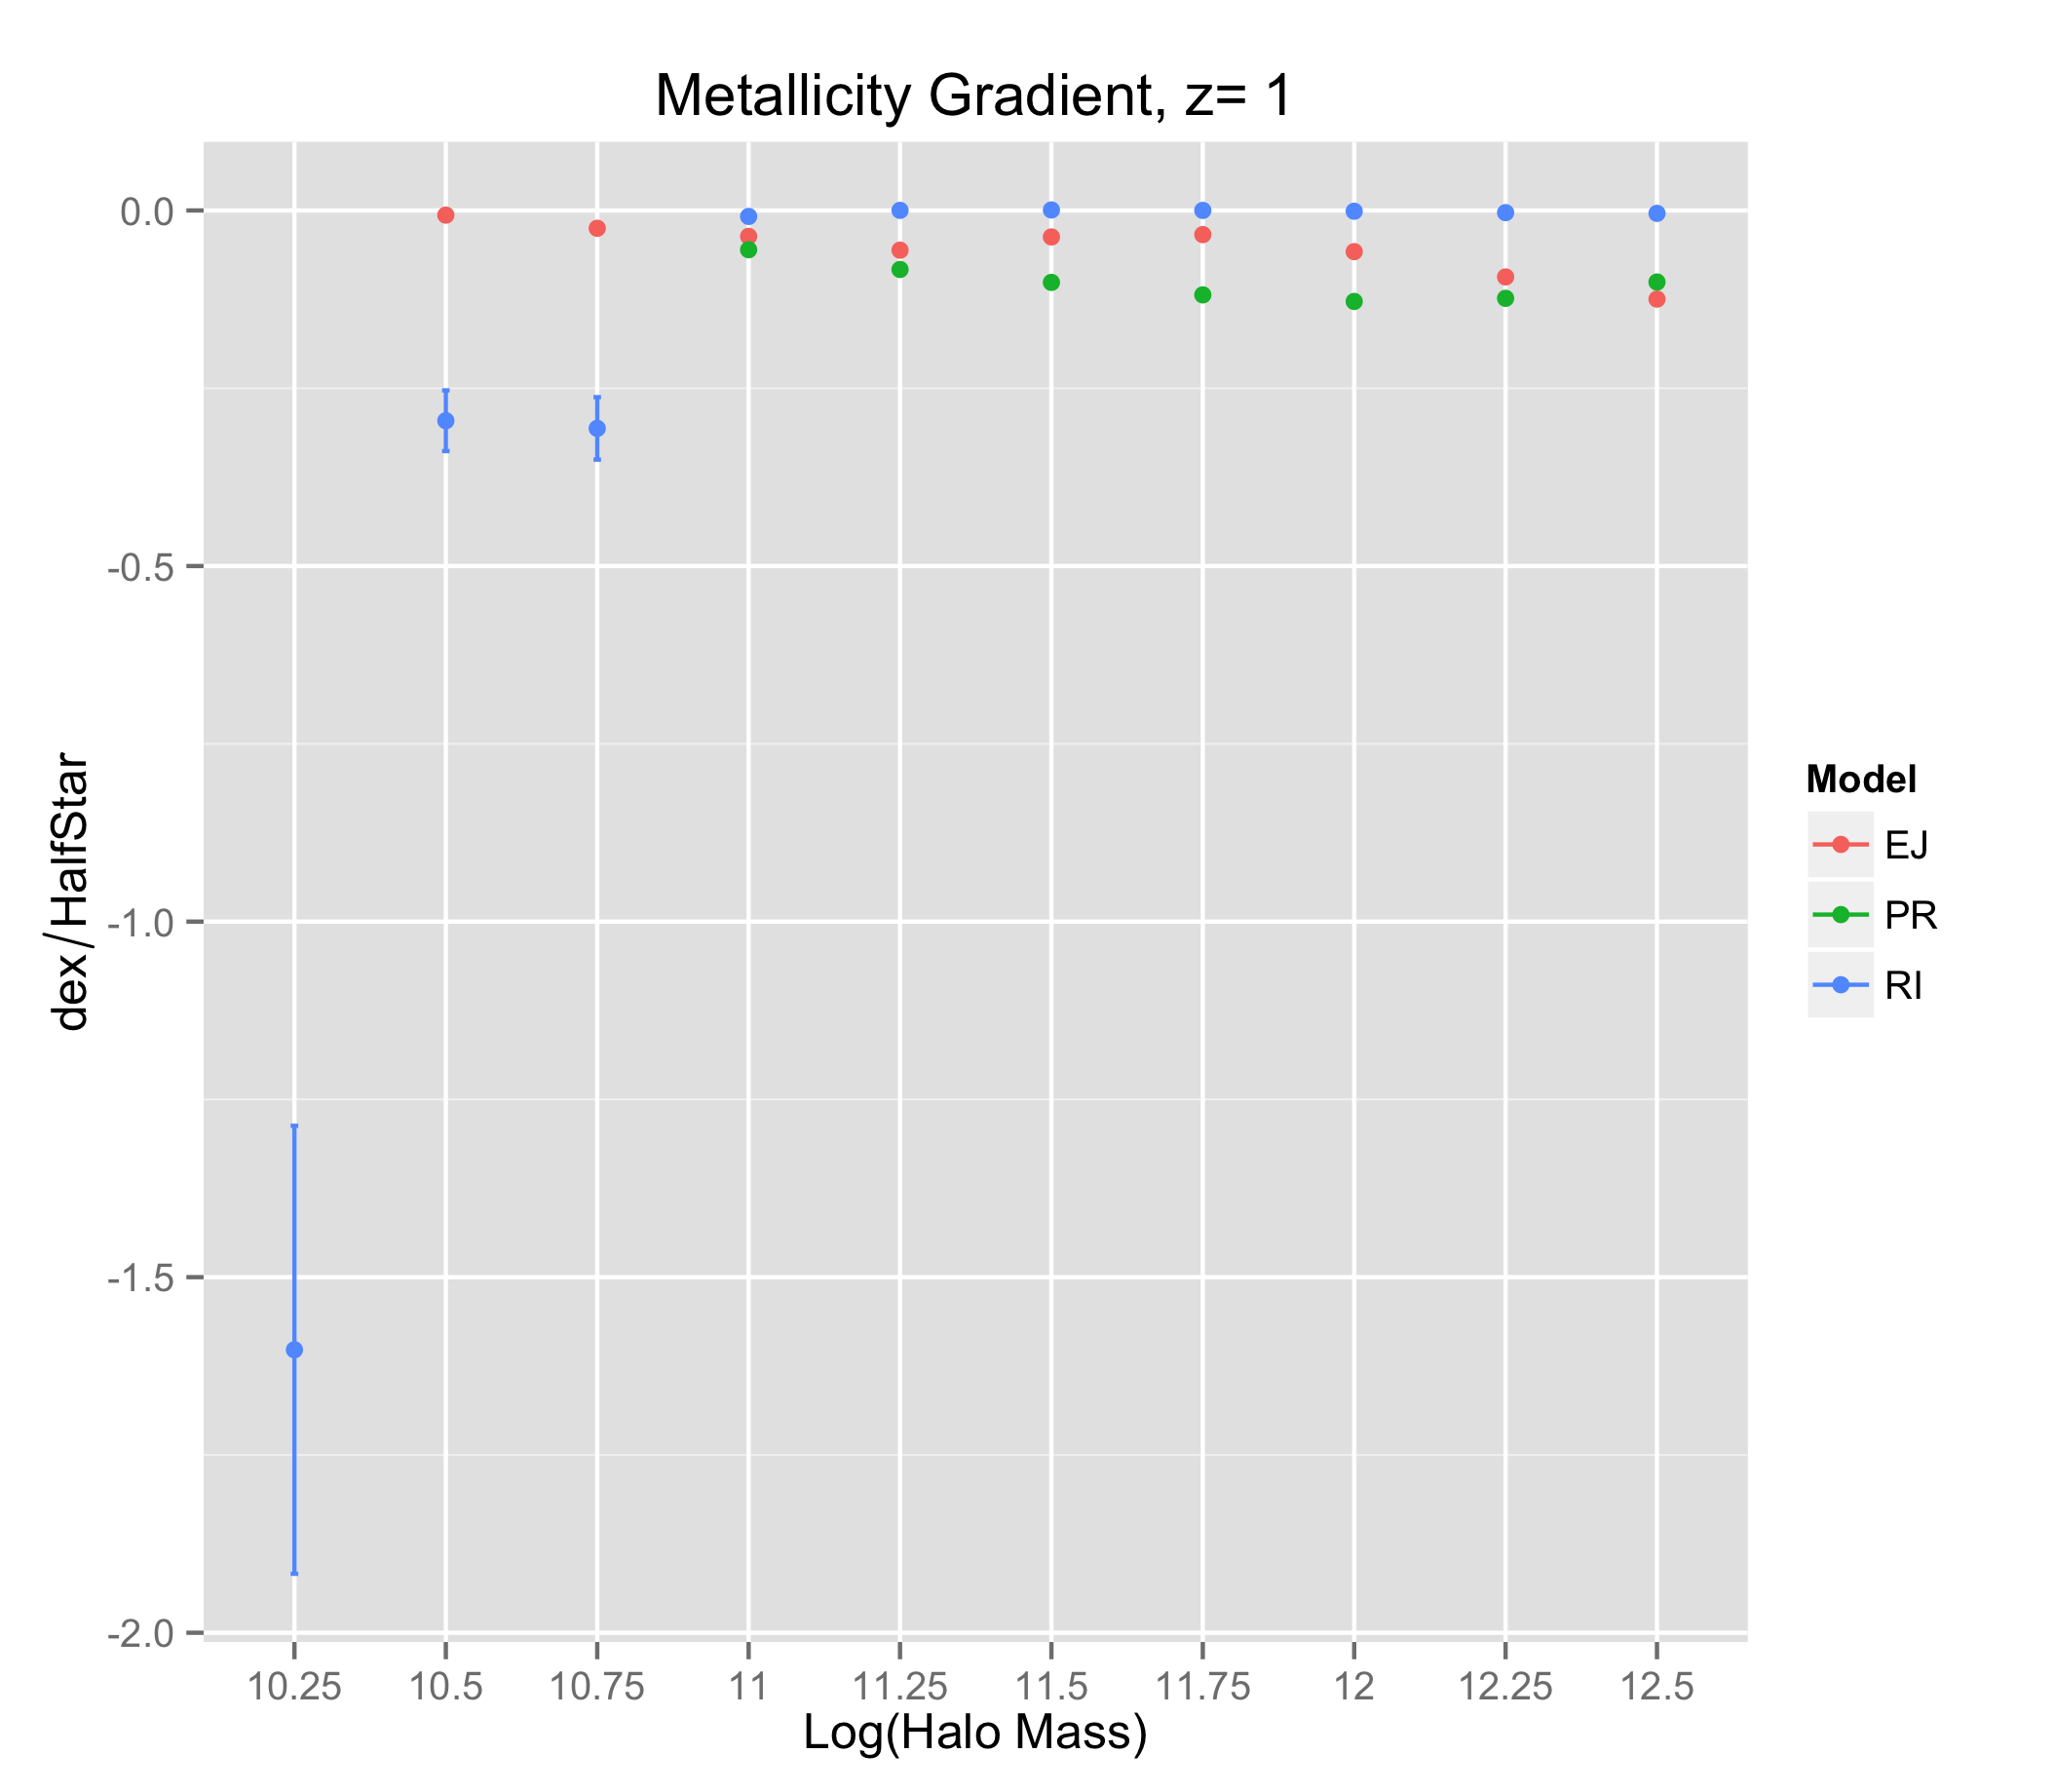 Metallicity Gradient, z= 1
dex/HalfStar
0.0
-0.5
-1.0
-1.5
-2.0
10.25 10.5 10.75 11 11.25 11.5 11.75 12 12.25 12.5
Log(Halo Mass)
Model
EJ
PR
RI